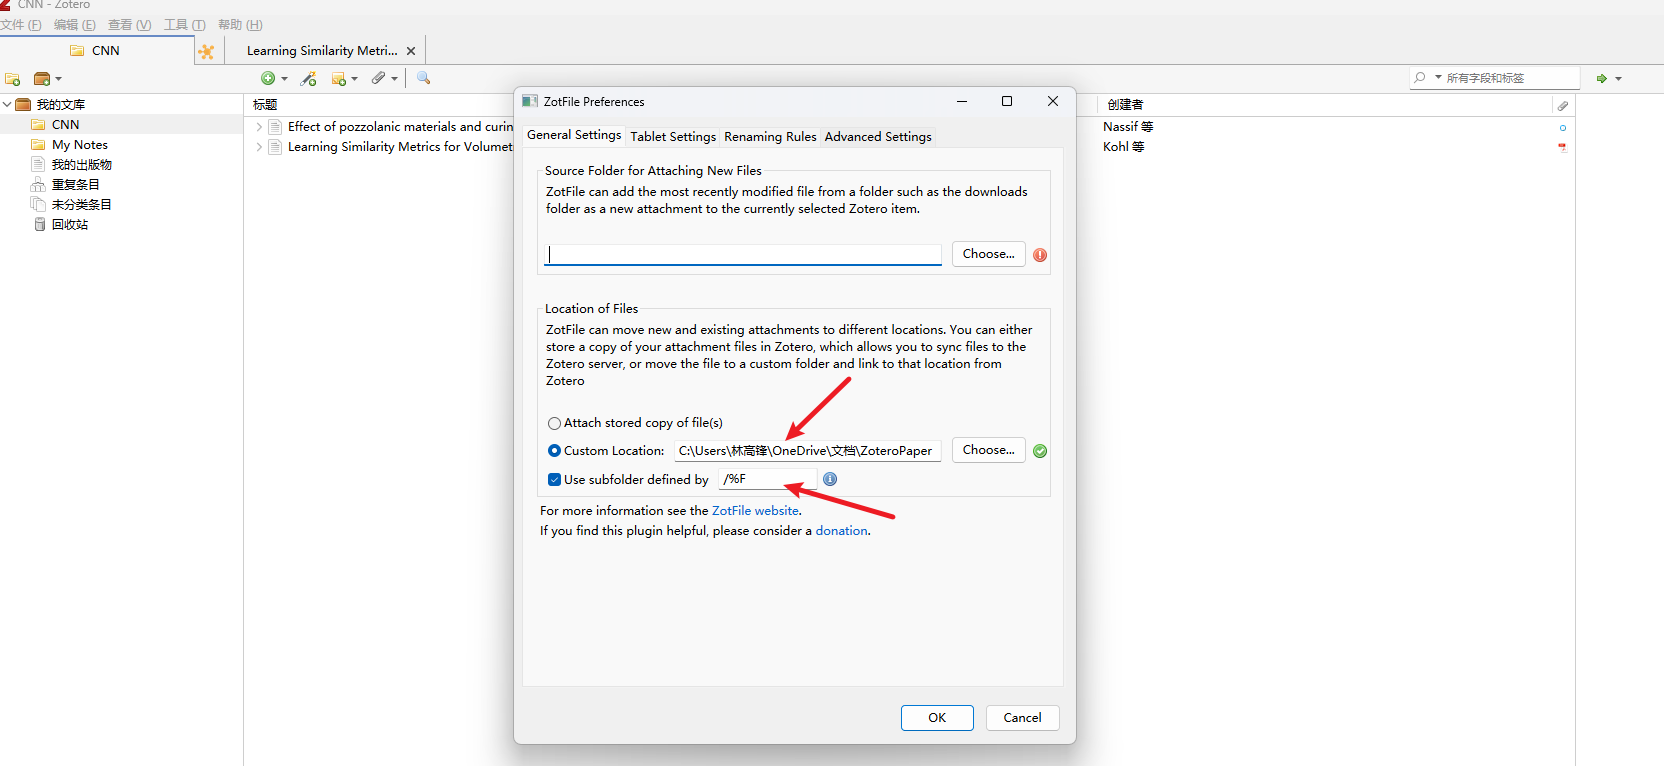 CNN - Zotero
文件 (F) 编辑 (E) 查看 (V) 工具 (T) 帮助 (H)
CNN
Learning Similarity Metri...
所有字段和标签
我的文库
CNN
My Notes
我的出版物
重复条目
未分类条目
回收站
标题
创建者
Effect of pozzolanic materials and curin
Nassif 等
Learning Similarity Metrics for Volumet
Kohl 等
ZotFile Preferences
General Settings Tablet Settings Renaming Rules Advanced Settings
Source Folder for Attaching New Files
ZotFile can add the most recently modified file from a folder such as the downloads
folder as a new attachment to the currently selected Zotero item.
Choose...
Location of Files
ZotFile can move new and existing attachments to different locations. You can either
store a copy of your attachment files in Zotero, which allows you to sync files to the
Zotero server, or move the file to a custom folder and link to that location from
Zotero
Attach stored copy of file(s)
Custom Location: C:\Users\林高锋\OneDrive\文档\ZoteroPaper Choose...
Use subfolder defined by /%F
For more information see the ZotFile website.
If you find this plugin helpful, please consider a donation.
OK Cancel